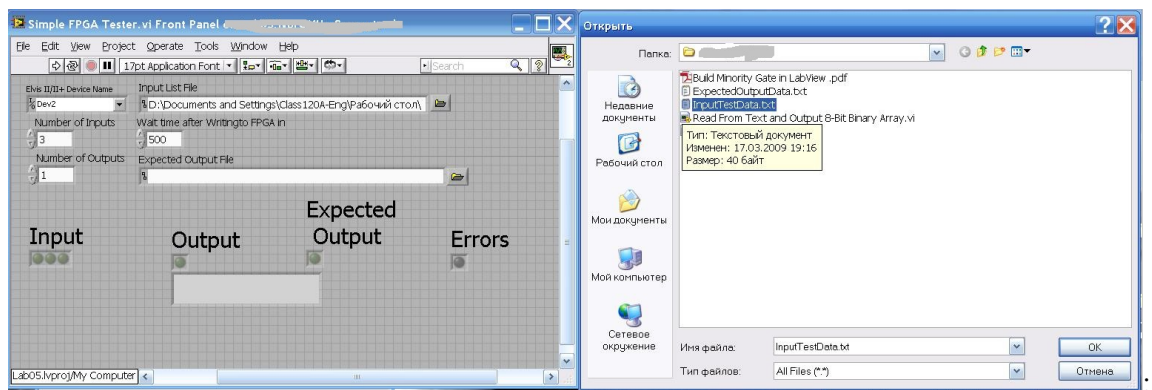 Simple FPGA Tester.vi Front Panel
File Edit View Project Operate Tools Window Help
17pt Application Font
Search
2
Elvis II/II+ Device Name
Input List File
Dev2
D:\Documents and Settings\Class120A-Eng\Рабочий стол\
Number of Inputs
Wait time after Writingto FPGA in
3
500
Number of Outputs
Expected Output File
1
Input
Output
Expected
Output
Errors
Lab05.lvproj/My Computer
Открыть
Папка:
Недавние
документы
Рабочий стол
Мои документы
Мой компьютер
Сетевое
окружение
Build Minority Gate in LabView .pdf
ExpectedOutputData.txt
InputTestData.txt
Read From Text and Output 8-Bit Binary Array.vi
Тип: Текстовый документ
Изменен: 17.03.2009 19:16
Размер: 40 байт
Имя файла:
InputTestData.txt
OK
Тип файлов:
All Files (*.*)
Отмена
.